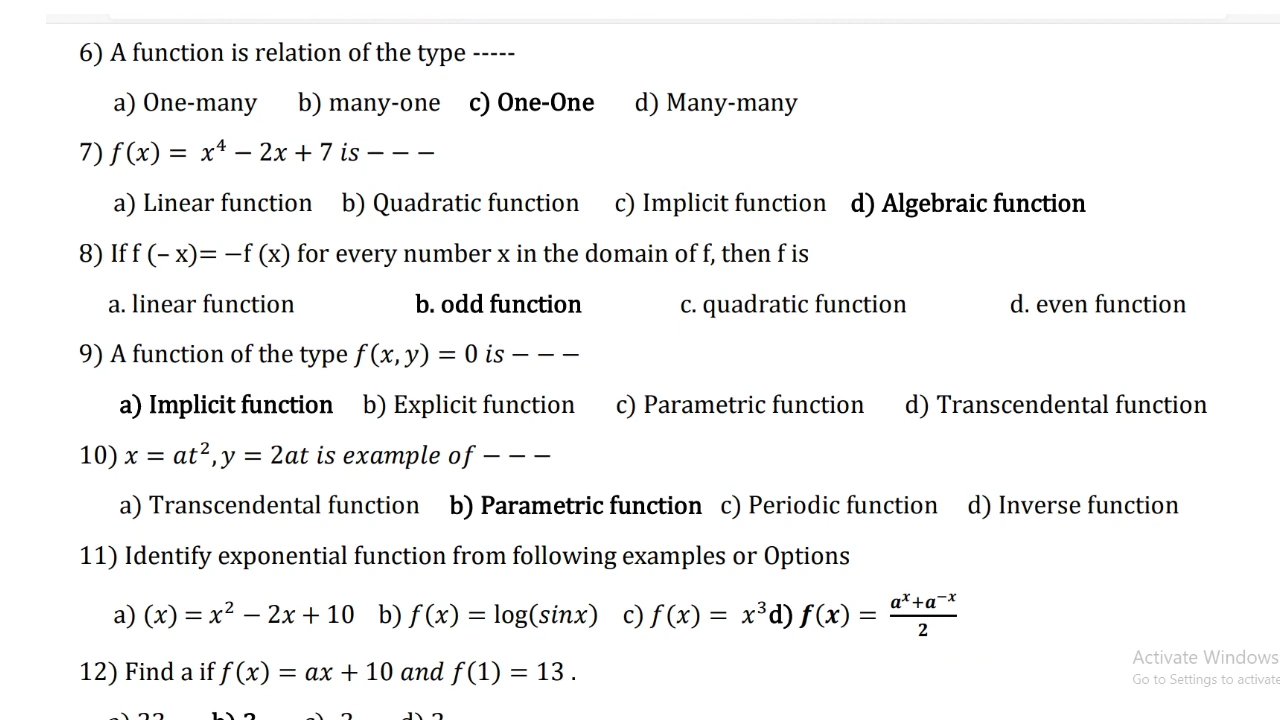 6) A function is relation of the type -----
a) One-many b) many-one c) One-One d) Many-many
7) f(x) = x⁴ − 2x + 7 is − − −
a) Linear function b) Quadratic function c) Implicit function d) Algebraic function
8) If f (– x)= −f (x) for every number x in the domain of f, then f is
a. linear function b. odd function c. quadratic function d. even function
9) A function of the type f(x, y) = 0 is − − −
a) Implicit function b) Explicit function c) Parametric function d) Transcendental function
10) x = at², y = 2at is example of − − −
a) Transcendental function b) Parametric function c) Periodic function d) Inverse function
11) Identify exponential function from following examples or Options
a) (x) = x² − 2x + 10 b) f(x) = log(sinx) c) f(x) = x³d) f(x) = (aˣ+a⁻ˣ)/2
12) Find a if f(x) = ax + 10 and f(1) = 13 .
Activate Windows
Go to Settings to activate